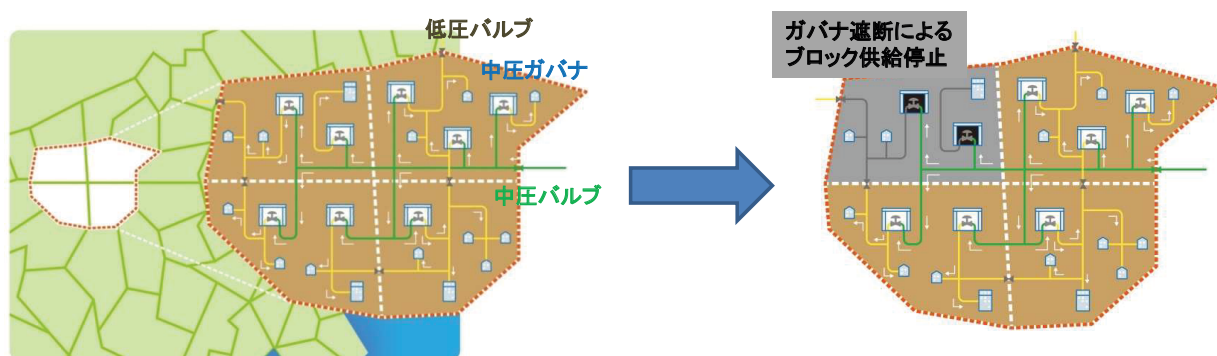 低圧バルブ
中圧ガバナ
中圧バルブ
ガバナ遮断による
ブロック供給停止